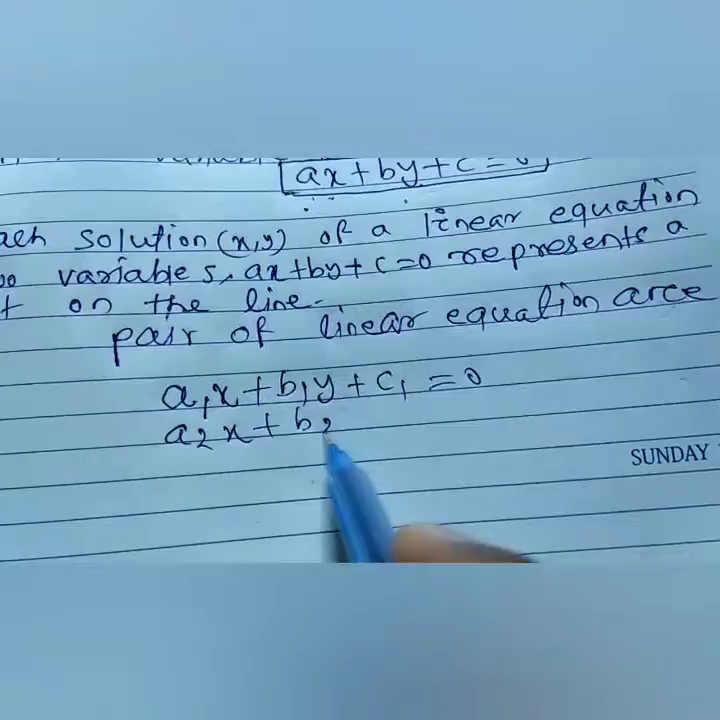 ax+by+c=0
solution (x,y) of a linear equation
variables, ax+by+c=0 represents a
on the line.
pair of linear equation are
a₁x+b₁y+c₁=0
a₂x+b₂
SUNDAY